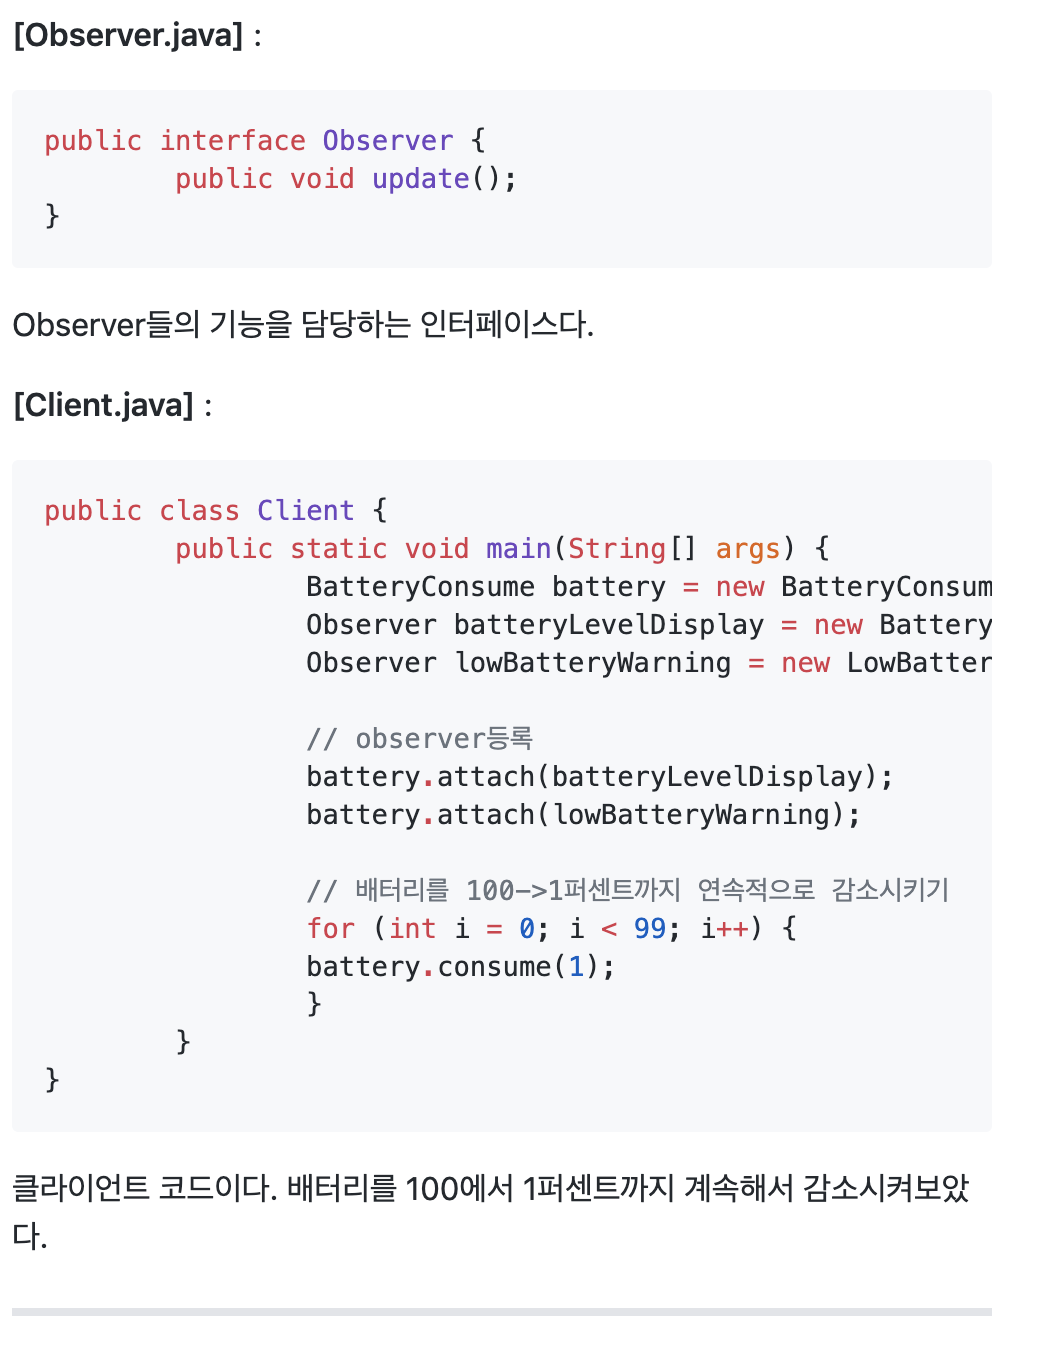 [Observer.java] :
public interface Observer {
public void update();
}
Observer들의 기능을 담당하는 인터페이스다.
[Client.java] :
public class Client {
public static void main(String[] args) {
BatteryConsume battery = new BatteryConsum
Observer batteryLevelDisplay = new Battery
Observer lowBatteryWarning = new LowBatter
// observer등록
battery.attach(batteryLevelDisplay);
battery.attach(lowBatteryWarning);
// 배터리를 100->1퍼센트까지 연속적으로 감소시키기
for (int i = 0; i < 99; i++) {
battery.consume(1);
}
}
}
클라이언트 코드이다. 배터리를 100에서 1퍼센트까지 계속해서 감소시켜보았
다.